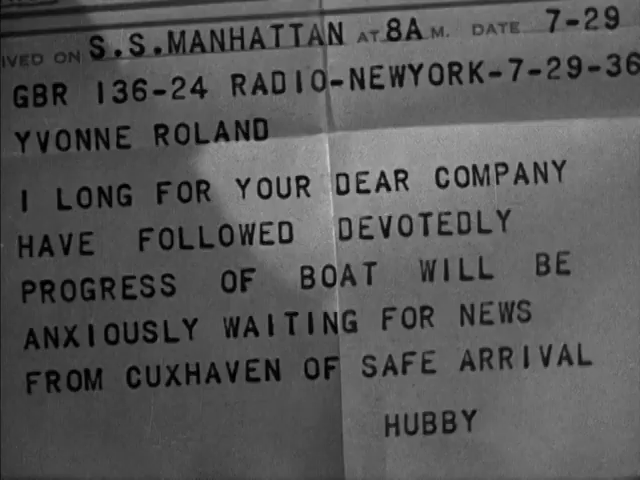 IVED ON S.S.MANHATTAN AT 8A M. DATE 7-29
GBR 136-24 RADIO-NEWYORK-7-29-36
YVONNE ROLAND
I LONG FOR YOUR DEAR COMPANY
HAVE FOLLOWED DEVOTEDLY
PROGRESS OF BOAT WILL BE
ANXIOUSLY WAITING FOR NEWS
FROM CUXHAVEN OF SAFE ARRIVAL
HUBBY